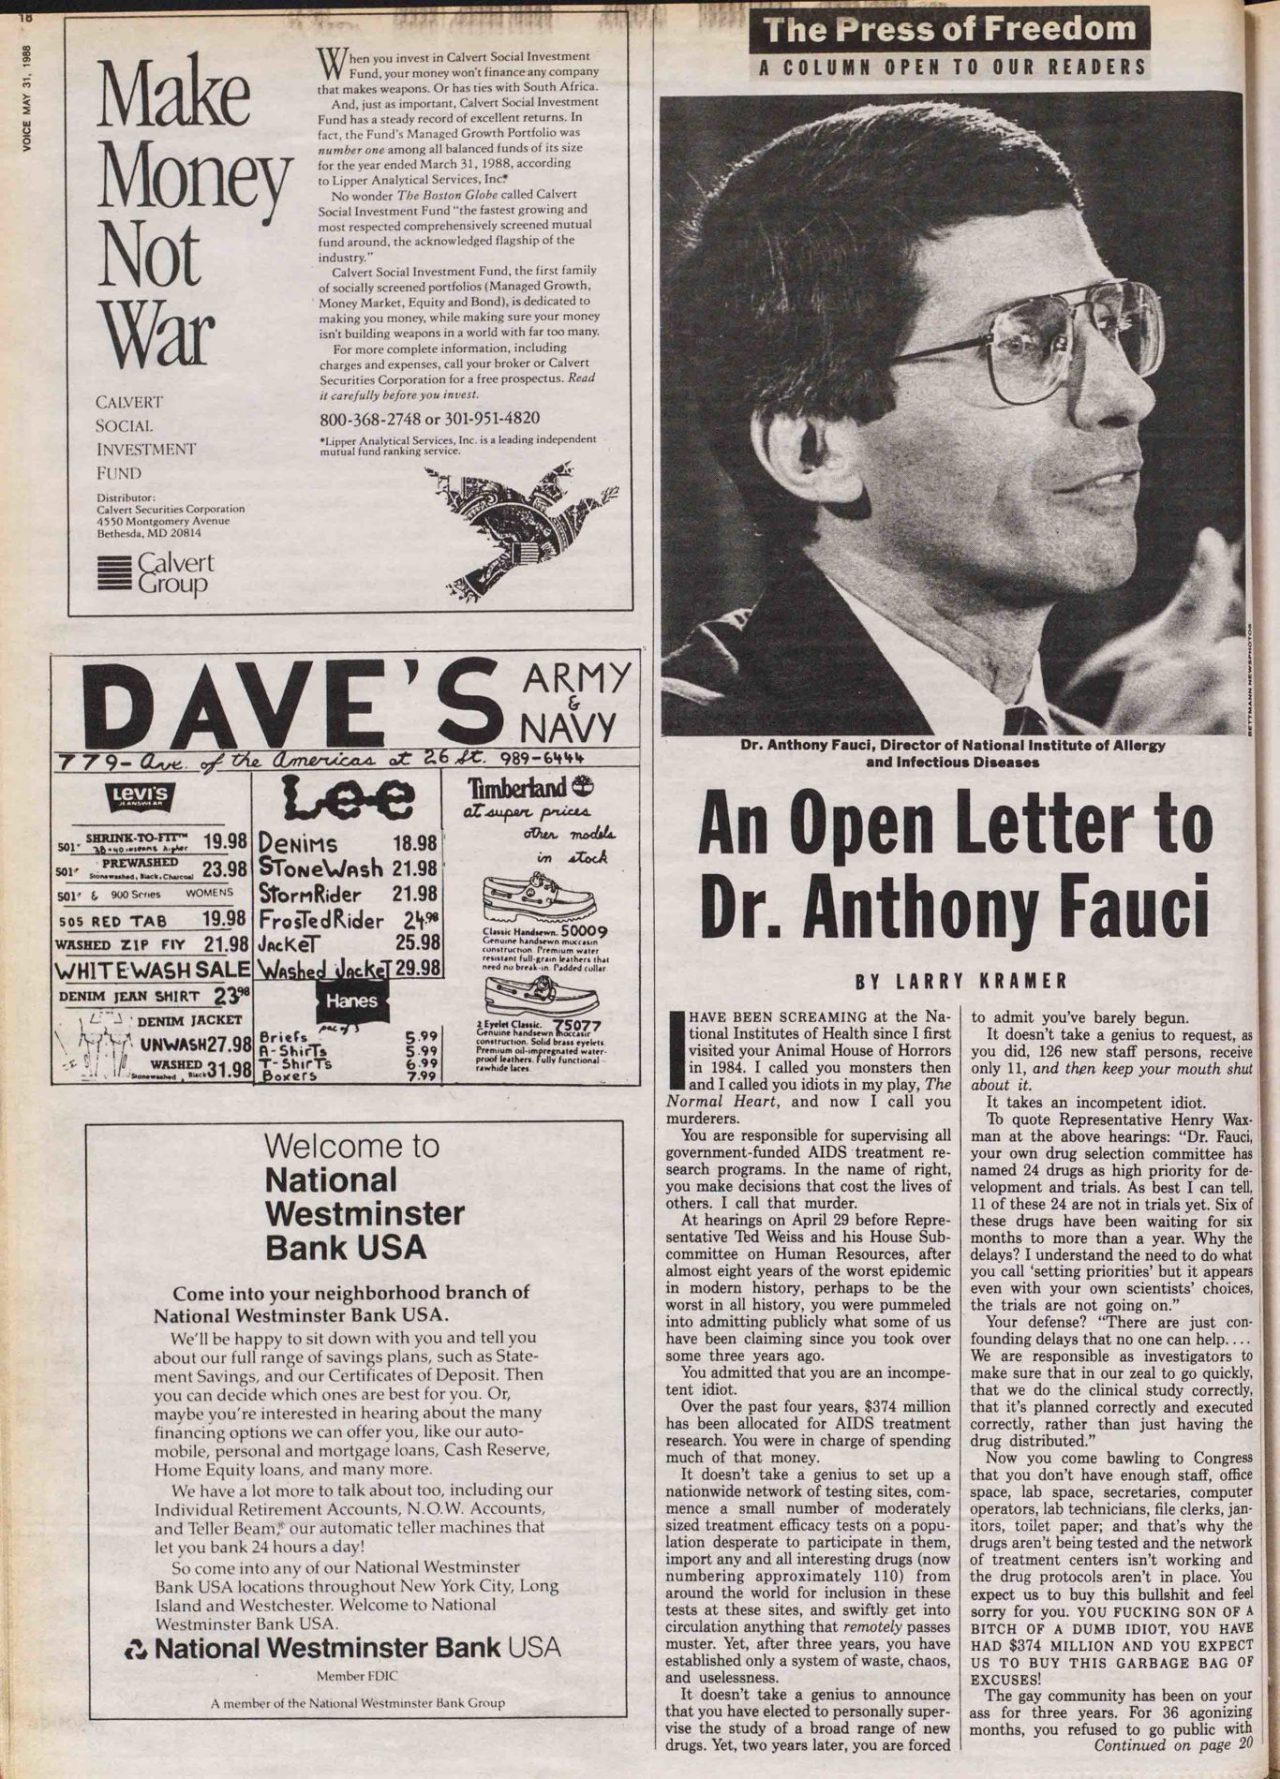 18
VOICE MAY 31, 1988
Make
Money
Not
War
CALVERT
SOCIAL
INVESTMENT
FUND
Distributor:
Calvert Securities Corporation
4550 Montgomery Avenue
Bethesda, MD 20814
Calvert
Group
When you invest in Calvert Social Investment
Fund, your money won't finance any company
that makes weapons. Or has ties with South Africa.
And, just as important, Calvert Social Investment
Fund has a steady record of excellent returns. In
fact, the Fund's Managed Growth Portfolio was
number one among all balanced funds of its size
for the year ended March 31, 1988, according
to Lipper Analytical Services, Inc.*
No wonder The Boston Globe called Calvert
Social Investment Fund "the fastest growing and
most respected comprehensively screened mutual
fund around, the acknowledged flagship of the
industry."
Calvert Social Investment Fund, the first family
of socially screened portfolios (Managed Growth,
Money Market, Equity and Bond), is dedicated to
making you money, while making sure your money
isn't building weapons in a world with far too many.
For more complete information, including
charges and expenses, call your broker or Calvert
Securities Corporation for a free prospectus. Read
it carefully before you invest.
800-368-2748 or 301-951-4820
*Lipper Analytical Services, Inc. is a leading independent
mutual fund ranking service.
DAVE'S ARMY
&
NAVY
779- Ave. of the Americas at 26 St. 989-6444
LEVI'S
JEANSWEAR
501® SHRINK-TO-FIT™ 19.98
38-40 waists higher
501® PREWASHED 23.98
Stonewashed, Black, Charcoal
501® & 900 Series WOMENS
505 RED TAB 19.98
WASHED ZIP FLY 21.98
WHITEWASH SALE
DENIM JEAN SHIRT 23.98
DENIM JACKET
UNWASH 27.98
WASHED 31.98
Stonewashed, Black
Lee
DENIMS 18.98
STONEWASH 21.98
STORMRIDER 21.98
FROSTED RIDER 24.98
JACKET 25.98
Washed Jacket 29.98
Hanes
pac of 3
Briefs 5.99
A-SHIRTS 5.99
T-SHIRTS 6.99
Boxers 7.99
Timberland
at super prices
other models
in stock
Classic Handsewn. 50009
Genuine handsewn moccasin
construction. Premium water
resistant full-grain leathers that
need no break-in. Padded collar
2 Eyelet Classic. 75077
Genuine handsewn moccasin
construction. Solid brass eyelets.
Premium oil-impregnated water-
proof leathers. Fully functional
rawhide laces.
Welcome to
National
Westminster
Bank USA
Come into your neighborhood branch of
National Westminster Bank USA.
We'll be happy to sit down with you and tell you
about our full range of savings plans, such as State-
ment Savings, and our Certificates of Deposit. Then
you can decide which ones are best for you. Or,
maybe you're interested in hearing about the many
financing options we can offer you, like our auto-
mobile, personal and mortgage loans, Cash Reserve,
Home Equity loans, and many more.
We have a lot more to talk about too, including our
Individual Retirement Accounts, N.O.W. Accounts,
and Teller Beam,® our automatic teller machines that
let you bank 24 hours a day!
So come into any of our National Westminster
Bank USA locations throughout New York City, Long
Island and Westchester. Welcome to National
Westminster Bank USA.
National Westminster Bank USA
Member FDIC
A member of the National Westminster Bank Group
The Press of Freedom
A COLUMN OPEN TO OUR READERS
BETTMANN NEWSPHOTOS
Dr. Anthony Fauci, Director of National Institute of Allergy
and Infectious Diseases
An Open Letter to
Dr. Anthony Fauci
BY LARRY KRAMER
I HAVE BEEN SCREAMING at the Na-
tional Institutes of Health since I first
visited your Animal House of Horrors
in 1984. I called you monsters then
and I called you idiots in my play, The
Normal Heart, and now I call you
murderers.
You are responsible for supervising all
government-funded AIDS treatment re-
search programs. In the name of right,
you make decisions that cost the lives of
others. I call that murder.
At hearings on April 29 before Repre-
sentative Ted Weiss and his House Sub-
committee on Human Resources, after
almost eight years of the worst epidemic
in modern history, perhaps to be the
worst in all history, you were pummeled
into admitting publicly what some of us
have been claiming since you took over
some three years ago.
You admitted that you are an incompe-
tent idiot.
Over the past four years, $374 million
has been allocated for AIDS treatment
research. You were in charge of spending
much of that money.
It doesn't take a genius to set up a
nationwide network of testing sites, com-
mence a small number of moderately
sized treatment efficacy tests on a popu-
lation desperate to participate in them,
import any and all interesting drugs (now
numbering approximately 110) from
around the world for inclusion in these
tests at these sites, and swiftly get into
circulation anything that remotely passes
muster. Yet, after three years, you have
established only a system of waste, chaos,
and uselessness.
It doesn't take a genius to announce
that you have elected to personally super-
vise the study of a broad range of new
drugs. Yet, two years later, you are forced
to admit you've barely begun.
It doesn't take a genius to request, as
you did, 126 new staff persons, receive
only 11, and then keep your mouth shut
about it.
It takes an incompetent idiot.
To quote Representative Henry Wax-
man at the above hearings: "Dr. Fauci,
your own drug selection committee has
named 24 drugs as high priority for de-
velopment and trials. As best I can tell,
11 of these 24 are not in trials yet. Six of
these drugs have been waiting for six
months to more than a year. Why the
delays? I understand the need to do what
you call 'setting priorities' but it appears
even with your own scientists' choices,
the trials are not going on."
Your defense? "There are just con-
founding delays that no one can help. . . .
We are responsible as investigators to
make sure that in our zeal to go quickly,
that we do the clinical study correctly,
that it's planned correctly and executed
correctly, rather than just having the
drug distributed."
Now you come bawling to Congress
that you don't have enough staff, office
space, lab space, secretaries, computer
operators, lab technicians, file clerks, jan-
itors, toilet paper; and that's why the
drugs aren't being tested and the network
of treatment centers isn't working and
the drug protocols aren't in place. You
expect us to buy this bullshit and feel
sorry for you. YOU FUCKING SON OF A
BITCH OF A DUMB IDIOT, YOU HAVE
HAD $374 MILLION AND YOU EXPECT
US TO BUY THIS GARBAGE BAG OF
EXCUSES!
The gay community has been on your
ass for three years. For 36 agonizing
months, you refused to go public with
Continued on page 20